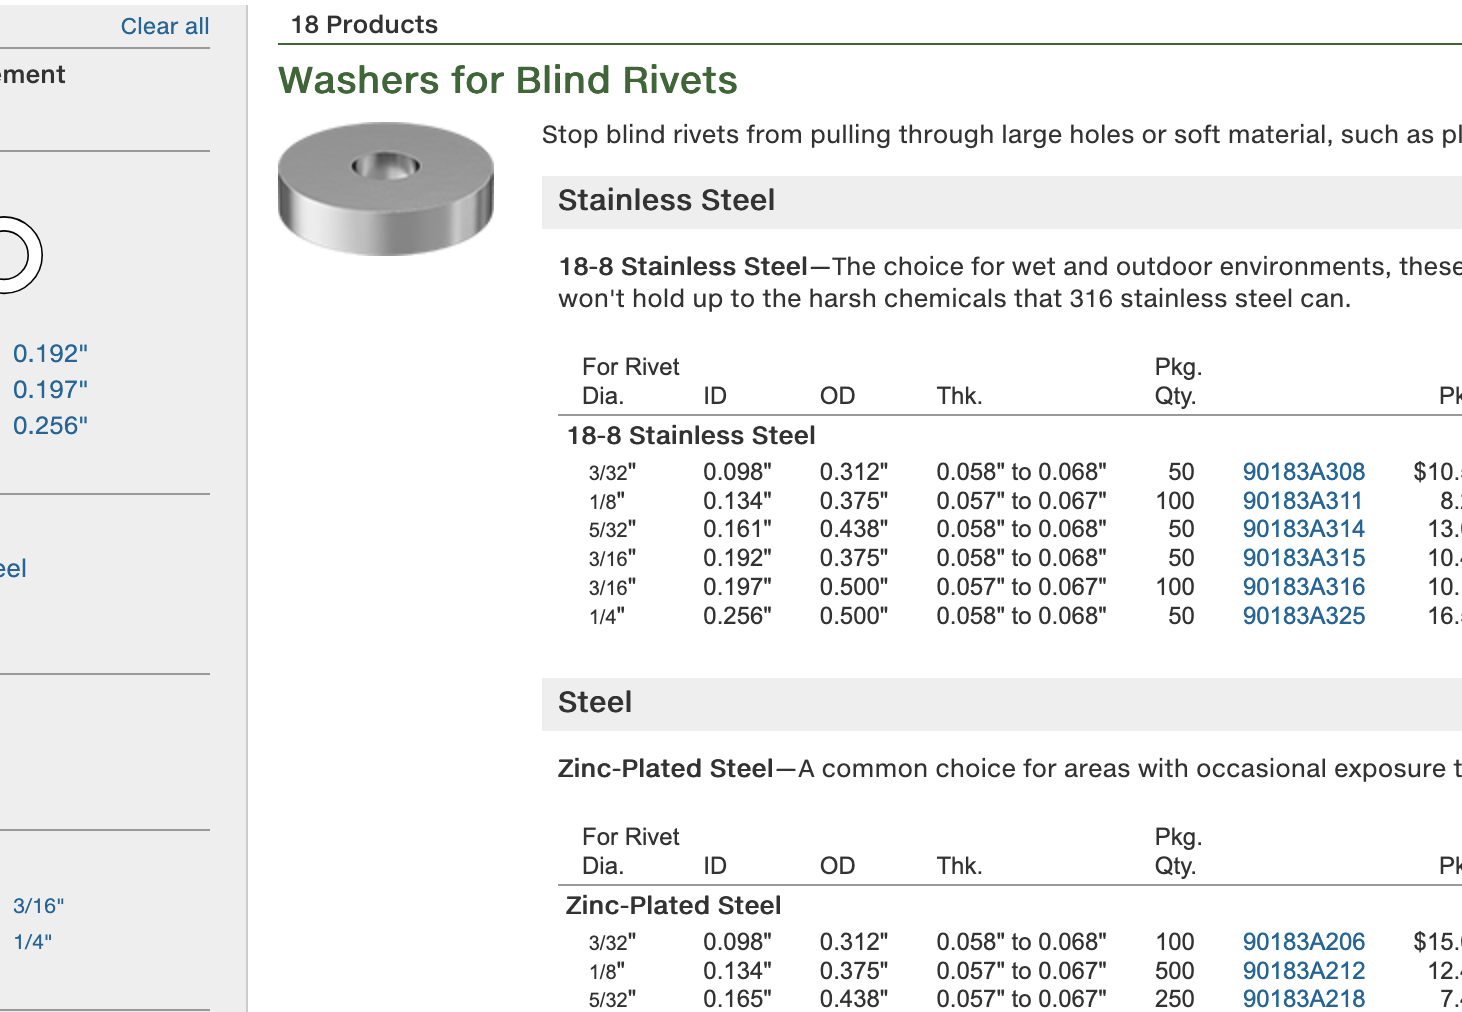 Clear all
ement
0.192"
0.197"
0.256"
eel
3/16"
1/4"
18 Products
Washers for Blind Rivets
Stop blind rivets from pulling through large holes or soft material, such as pl
Stainless Steel
18-8 Stainless Steel—The choice for wet and outdoor environments, these
won't hold up to the harsh chemicals that 316 stainless steel can.
For Rivet Pkg.
Dia. ID OD Thk. Qty. Pk
18-8 Stainless Steel
3/32" 0.098" 0.312" 0.058" to 0.068" 50 90183A308 $10.
1/8" 0.134" 0.375" 0.057" to 0.067" 100 90183A311 8.
5/32" 0.161" 0.438" 0.058" to 0.068" 50 90183A314 13.
3/16" 0.192" 0.375" 0.058" to 0.068" 50 90183A315 10.
3/16" 0.197" 0.500" 0.057" to 0.067" 100 90183A316 10.
1/4" 0.256" 0.500" 0.058" to 0.068" 50 90183A325 16.
Steel
Zinc-Plated Steel—A common choice for areas with occasional exposure t
For Rivet Pkg.
Dia. ID OD Thk. Qty. Pk
Zinc-Plated Steel
3/32" 0.098" 0.312" 0.058" to 0.068" 100 90183A206 $15.
1/8" 0.134" 0.375" 0.057" to 0.067" 500 90183A212 12.
5/32" 0.165" 0.438" 0.057" to 0.067" 250 90183A218 7.